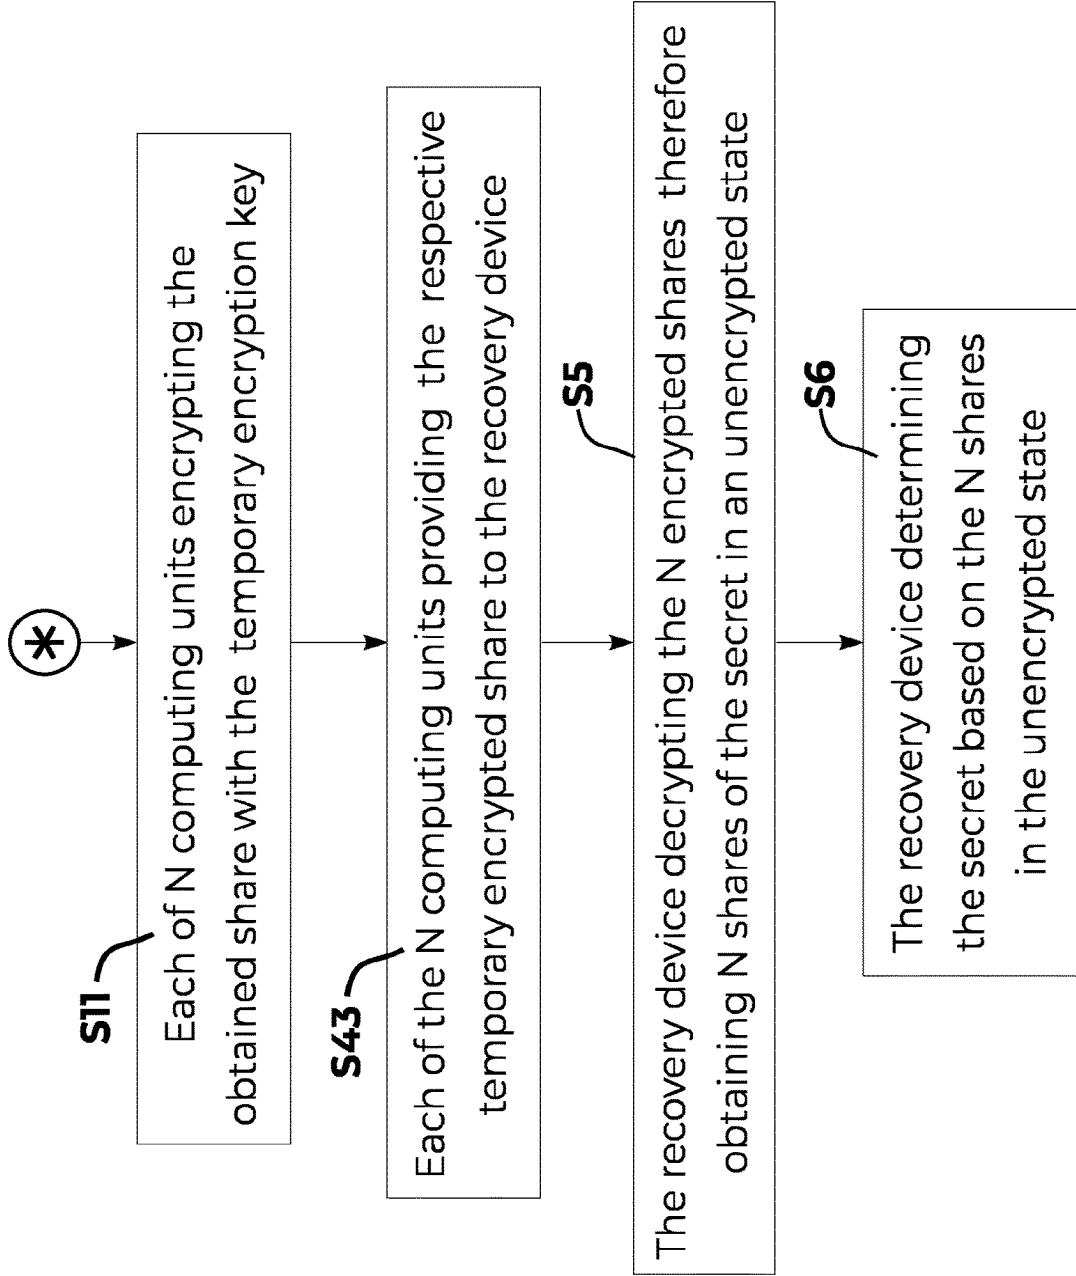 *
S11
Each of N computing units encrypting the
obtained share with the temporary encryption key
S43
Each of the N computing units providing the respective
temporary encrypted share to the recovery device
S5
The recovery device decrypting the N encrypted shares therefore
obtaining N shares of the secret in an unencrypted state
S6
The recovery device determining
the secret based on the N shares
in the unencrypted state